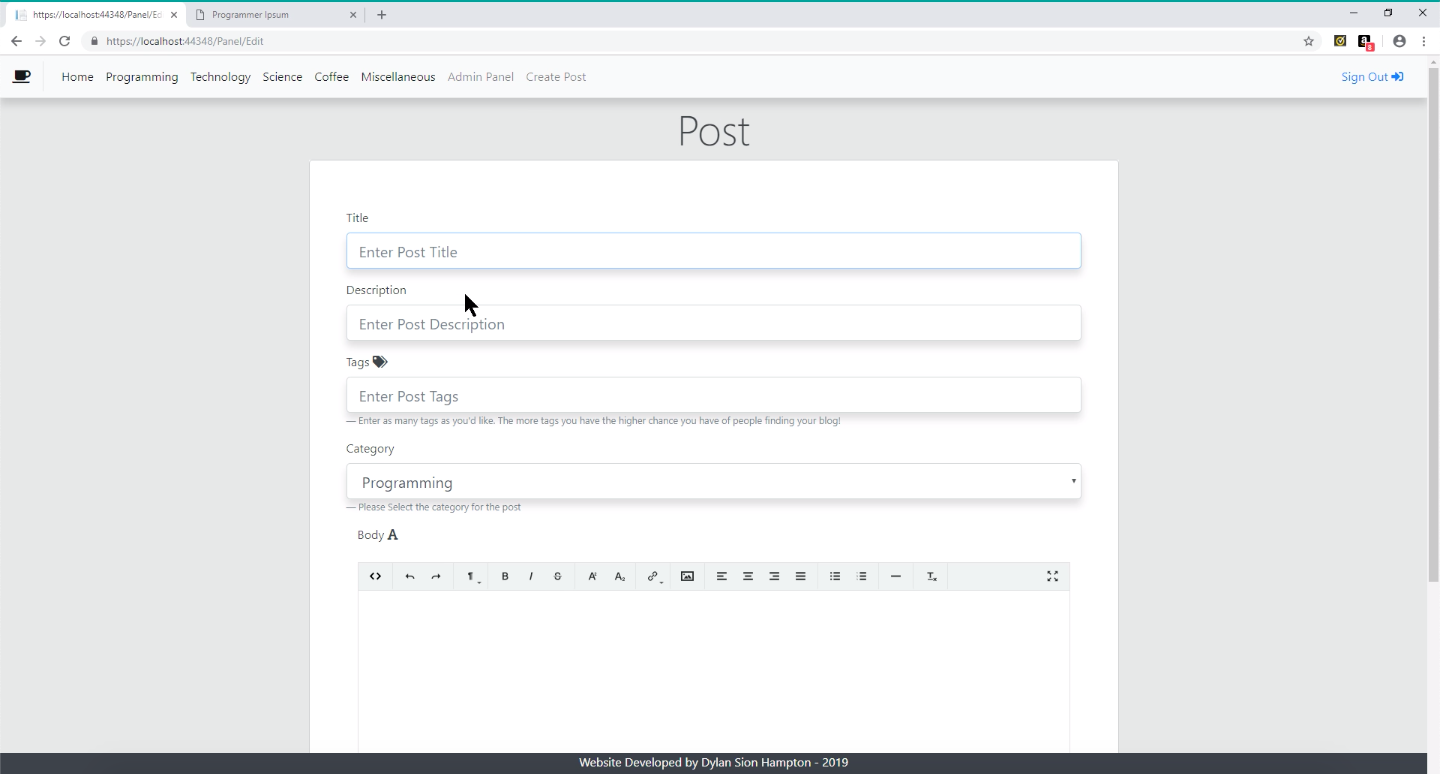 https://localhost:44348/Panel/Ed
Programmer Ipsum
https://localhost:44348/Panel/Edit
8
Home Programming Technology Science Coffee Miscellaneous Admin Panel Create Post Sign Out
Post
Title
Enter Post Title
Description
Enter Post Description
Tags
Enter Post Tags
— Enter as many tags as you'd like. The more tags you have the higher chance you have of people finding your blog!
Category
Programming
— Please Select the category for the post
Body A
Website Developed by Dylan Sion Hampton - 2019